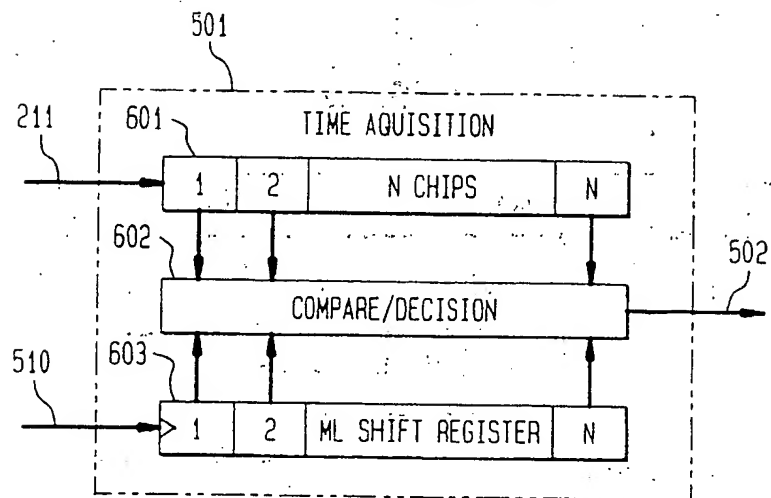 501
211
601
TIME AQUISITION
1 2 N CHIPS N
602
502
COMPARE/DECISION
510
603
1 2 ML SHIFT REGISTER N